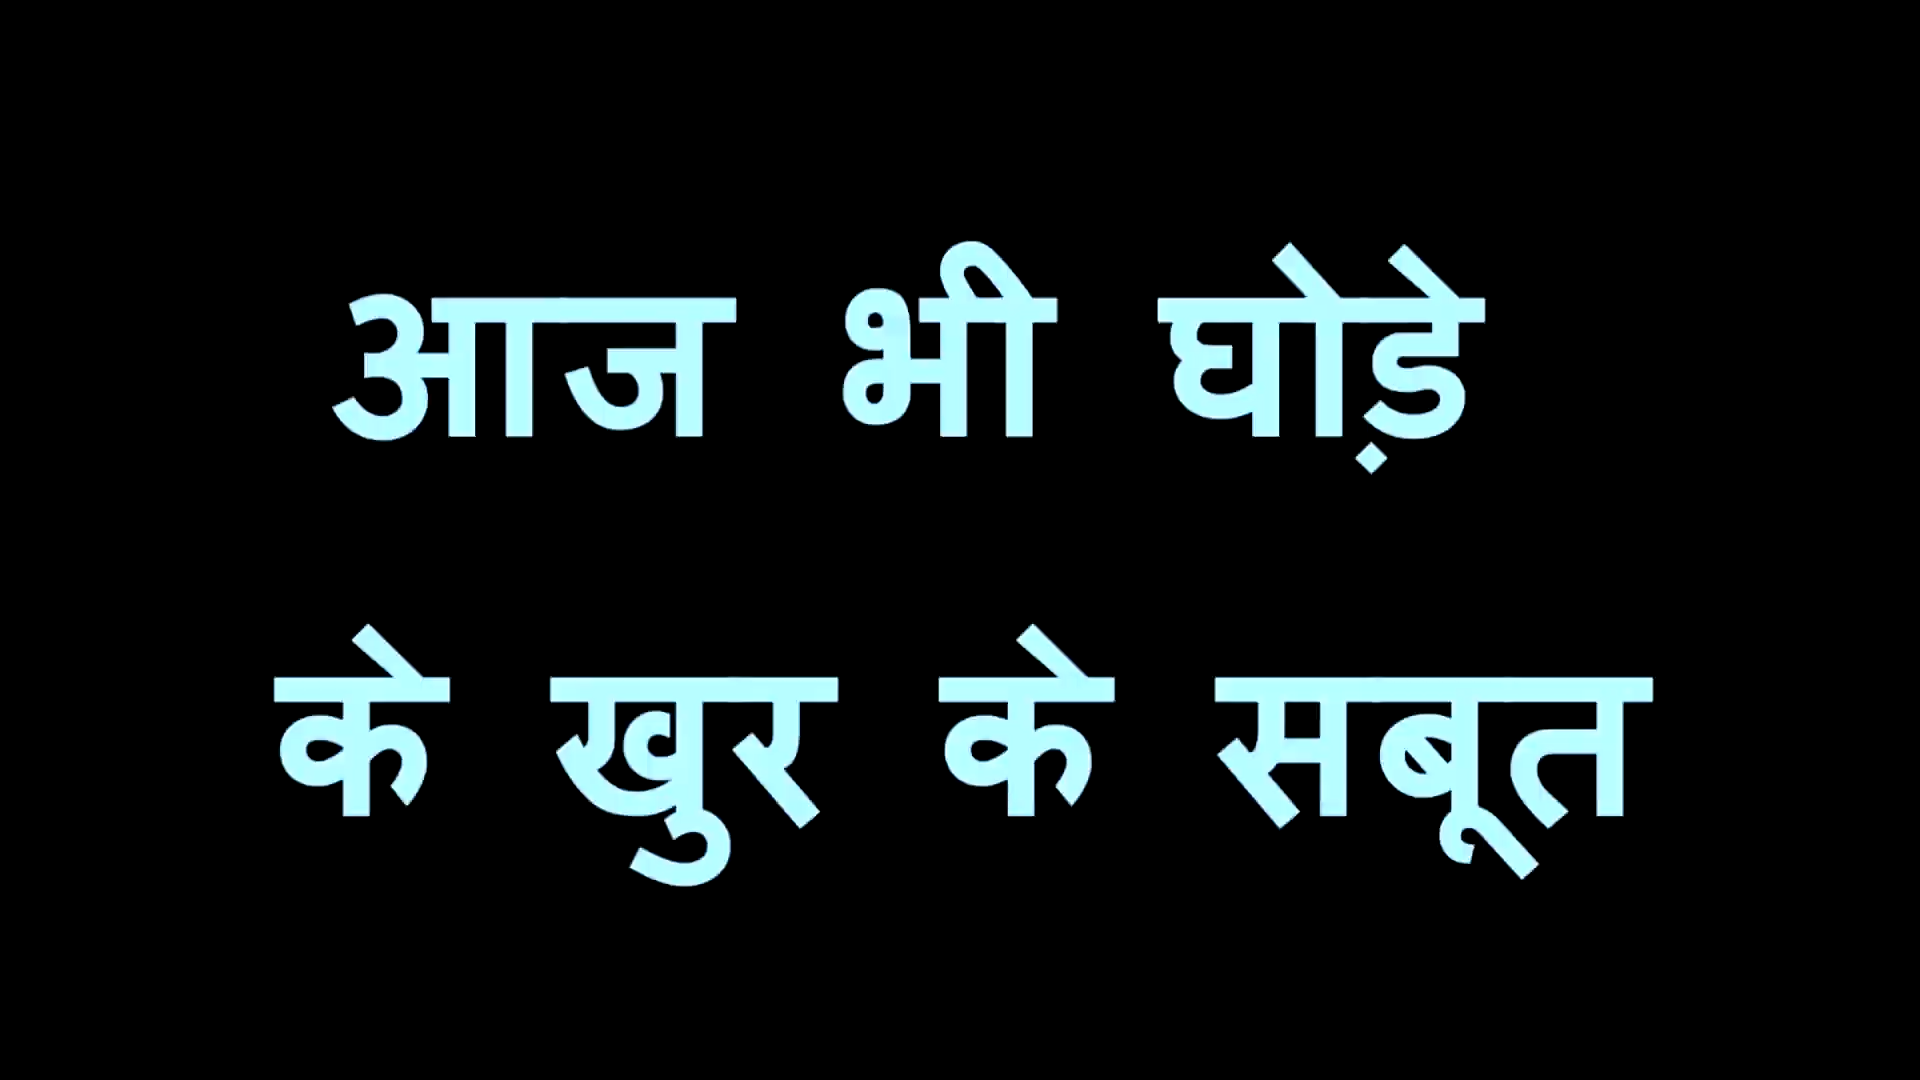 आज भी घोड़े
के खुर के सबूत